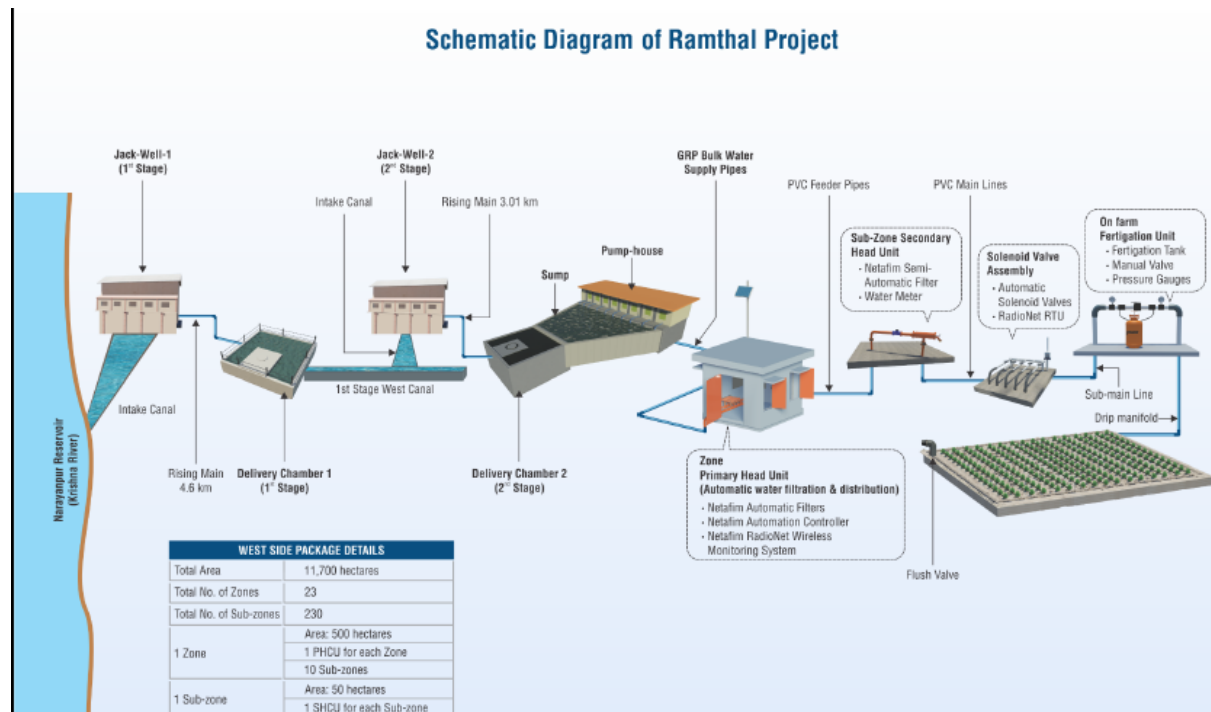 Schematic Diagram of Ramthal Project
Jack-Well-1
(1st Stage)
Jack-Well-2
(2nd Stage)
GRP Bulk Water
Supply Pipes
PVC Feeder Pipes
PVC Main Lines
Intake Canal
Rising Main 3.01 km
On farm
Fertigation Unit
- Fertigation Tank
- Manual Valve
- Pressure Gauges
Sub-Zone Secondary
Head Unit
- Netafim Semi-
Automatic Filter
- Water Meter
Solenoid Valve
Assembly
- Automatic
Solenoid Valves
- RadioNet RTU
Pump-house
Sump
1st Stage West Canal
Intake Canal
Sub-main Line
Drip manifold
Narayanpur Reservoir
(Krishna River)
Rising Main
4.6 km
Delivery Chamber 1
(1st Stage)
Delivery Chamber 2
(2nd Stage)
Zone
Primary Head Unit
(Automatic water filtration & distribution)
- Netafim Automatic Filters
- Netafim Automation Controller
- Netafim RadioNet Wireless
Monitoring System
Flush Valve
WEST SIDE PACKAGE DETAILS
Total Area 11,700 hectares
Total No. of Zones 23
Total No. of Sub-zones 230
1 Zone
Area: 500 hectares
1 PHCU for each Zone
10 Sub-zones
1 Sub-zone
Area: 50 hectares
1 SHCU for each Sub-zone